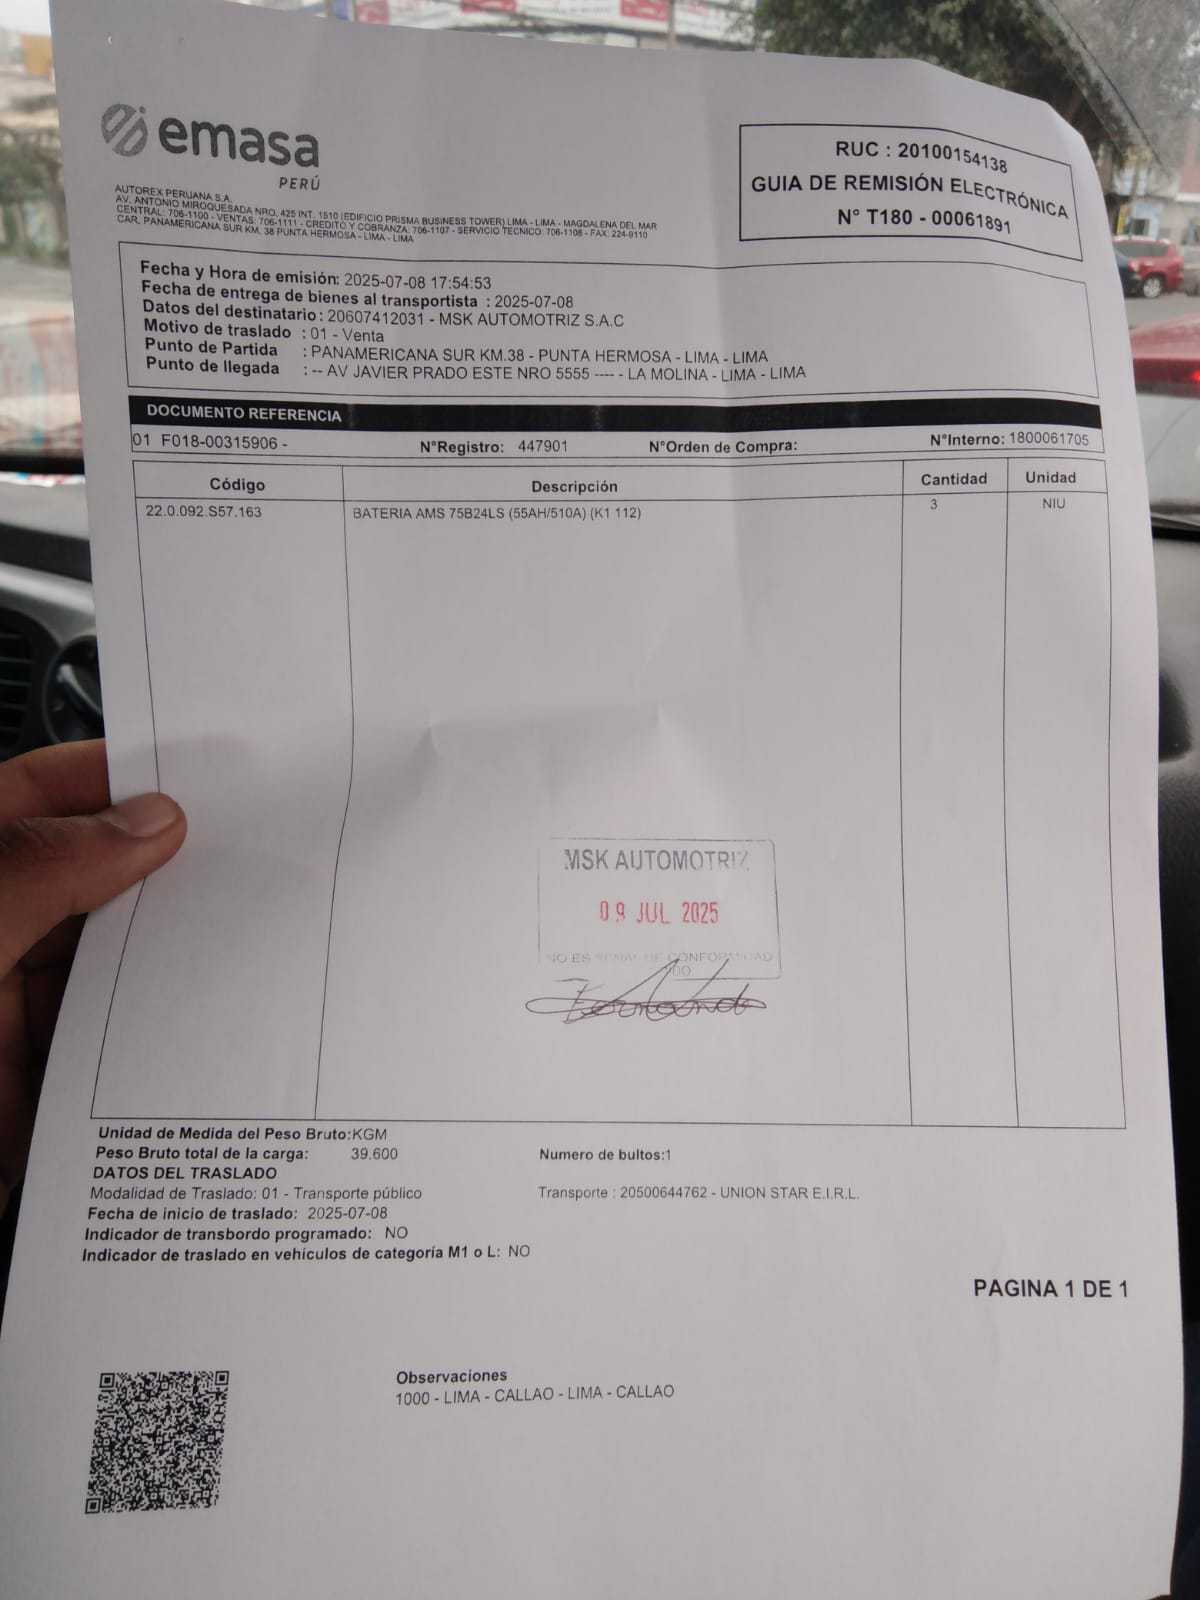 emasa
PERÚ
AUTOREX PERUANA S.A.
AV. ANTONIO MIROQUESADA NRO. 425 INT. 1510 (EDIFICIO PRISMA BUSINESS TOWER) LIMA - LIMA - MAGDALENA DEL MAR
CENTRAL: 706-1100 - VENTAS: 706-1111 - CREDITO Y COBRANZA: 706-1107 - SERVICIO TECNICO: 706-1108 - FAX: 224-9110
CAR. PANAMERICANA SUR KM. 38 PUNTA HERMOSA - LIMA - LIMA
RUC : 20100154138
GUIA DE REMISIÓN ELECTRÓNICA
N° T180 - 00061891
Fecha y Hora de emisión: 2025-07-08 17:54:53
Fecha de entrega de bienes al transportista : 2025-07-08
Datos del destinatario : 20607412031 - MSK AUTOMOTRIZ S.A.C
Motivo de traslado : 01 - Venta
Punto de Partida : PANAMERICANA SUR KM.38 - PUNTA HERMOSA - LIMA - LIMA
Punto de llegada : -- AV JAVIER PRADO ESTE NRO 5555 ---- - LA MOLINA - LIMA - LIMA
DOCUMENTO REFERENCIA
01 F018-00315906 - N°Registro: 447901 N°Orden de Compra: N°Interno: 1800061705
Código Descripción Cantidad Unidad
22.0.092.S57.163 BATERIA AMS 75B24LS (55AH/510A) (K1 112) 3 NIU
MSK AUTOMOTRIZ
09 JUL 2025
NO ES SEÑAL DE CONFORMIDAD
Fernando
Unidad de Medida del Peso Bruto:KGM
Peso Bruto total de la carga: 39.600 Numero de bultos:1
DATOS DEL TRASLADO
Modalidad de Traslado: 01 - Transporte público Transporte : 20500644762 - UNION STAR E.I.R.L.
Fecha de inicio de traslado: 2025-07-08
Indicador de transbordo programado: NO
Indicador de traslado en vehículos de categoría M1 o L: NO
PAGINA 1 DE 1
Observaciones
1000 - LIMA - CALLAO - LIMA - CALLAO